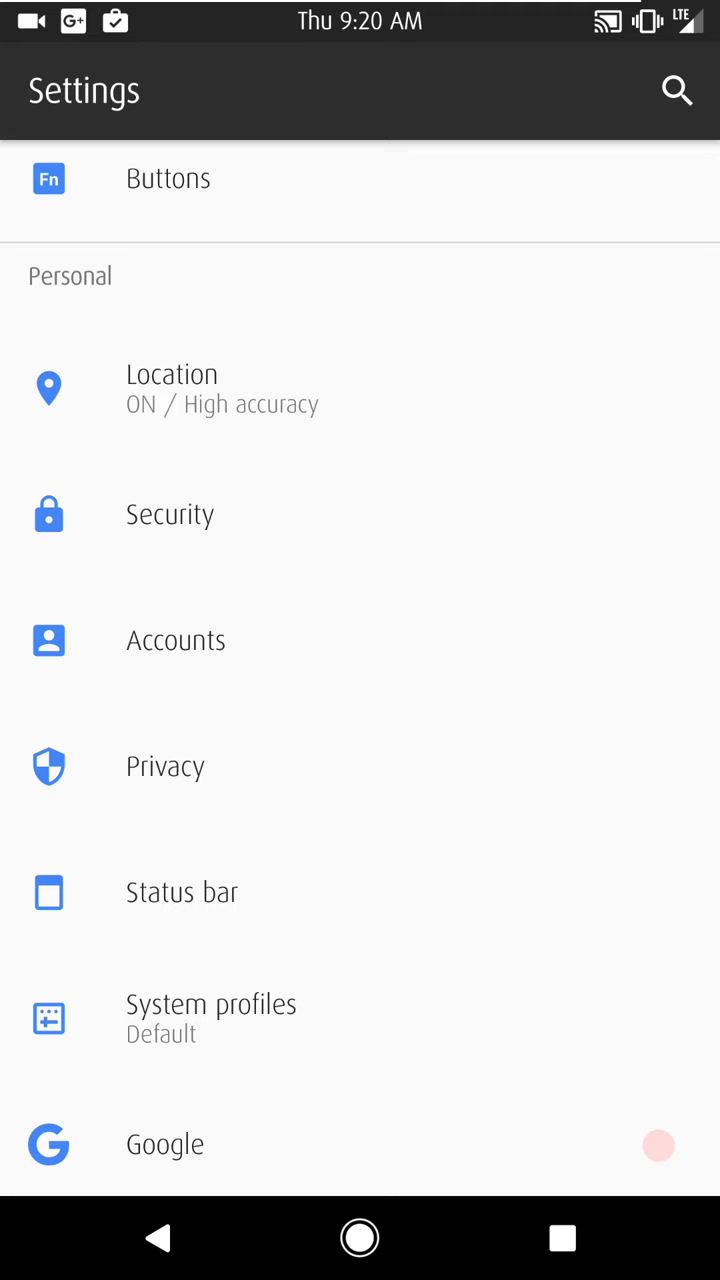 G+
Thu 9:20 AM
LTE
Settings
Fn
Buttons
Personal
Location
ON / High accuracy
Security
Accounts
Privacy
Status bar
System profiles
Default
G
Google